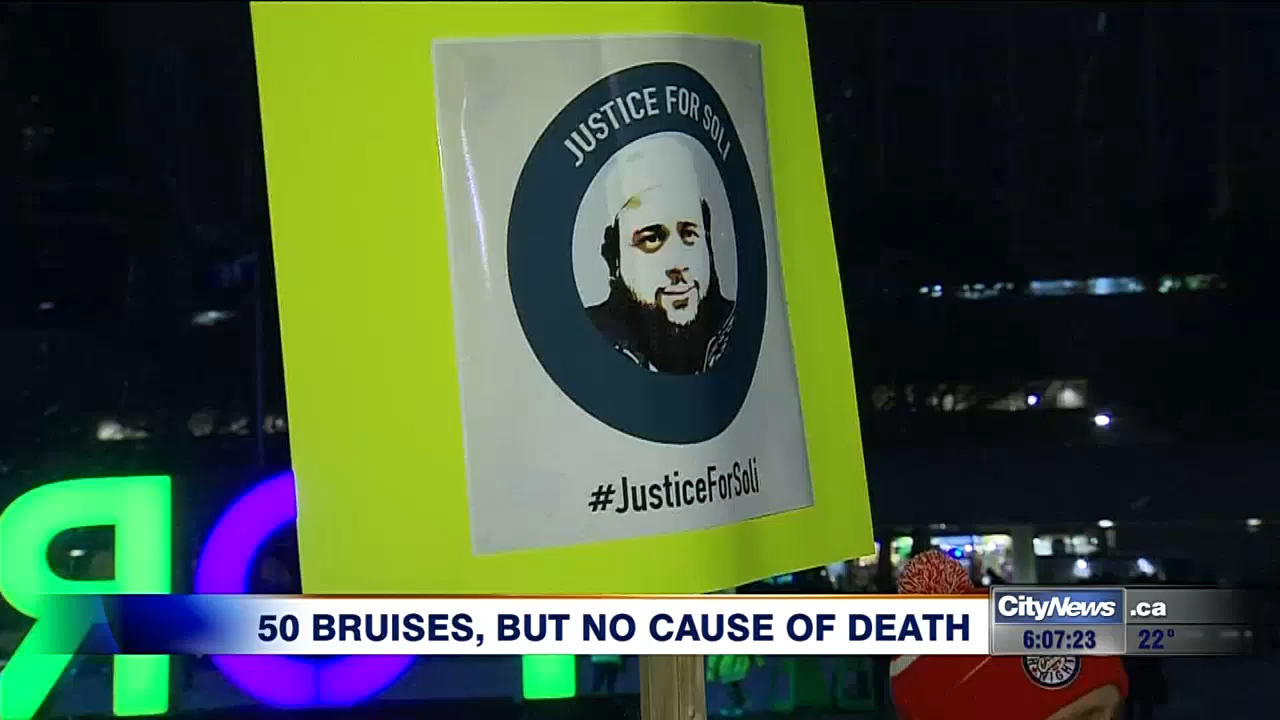 JUSTICE FOR SOLI
#JusticeForSoli
50 BRUISES, BUT NO CAUSE OF DEATH
CityNews .ca
6:07:23 22°